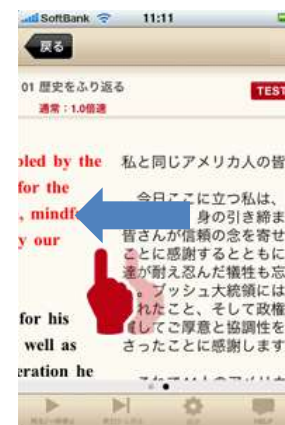 SoftBank 11:11
戻る
01 歴史をふり返る
TEST
通常：1.0倍速
bled by the
for the
, mindf
y our
for his
well as
eration he
私と同じアメリカ人の皆
今日ここに立つ私は、
身の引き締ま
皆さんが信頼の念を寄せ
ことに感謝するとともに
達が耐え忍んだ犠牲も忘
。ブッシュ大統領には
れたこと、そして政権
してご厚意と協調性を
さったことに感謝します